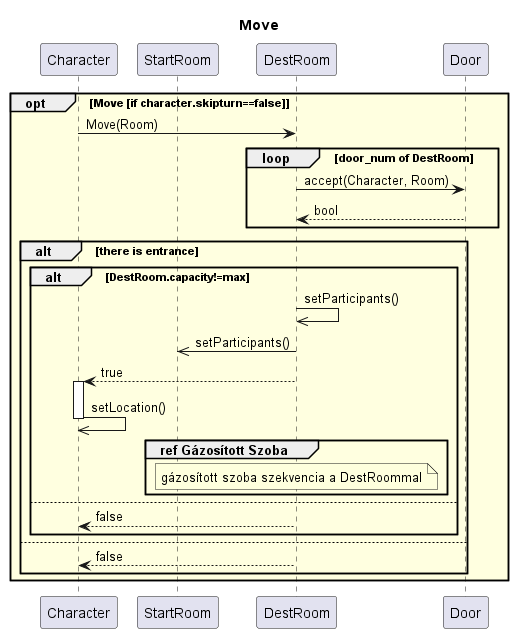 Move
Character StartRoom DestRoom Door
opt [Move [if character.skipturn==false]]
Move(Room)
loop [door_num of DestRoom]
accept(Character, Room)
bool
alt [there is entrance]
alt [DestRoom.capacity!=max]
setParticipants()
setParticipants()
true
setLocation()
ref Gázosított Szoba
gázosított szoba szekvencia a DestRoommal
false
false
Character StartRoom DestRoom Door